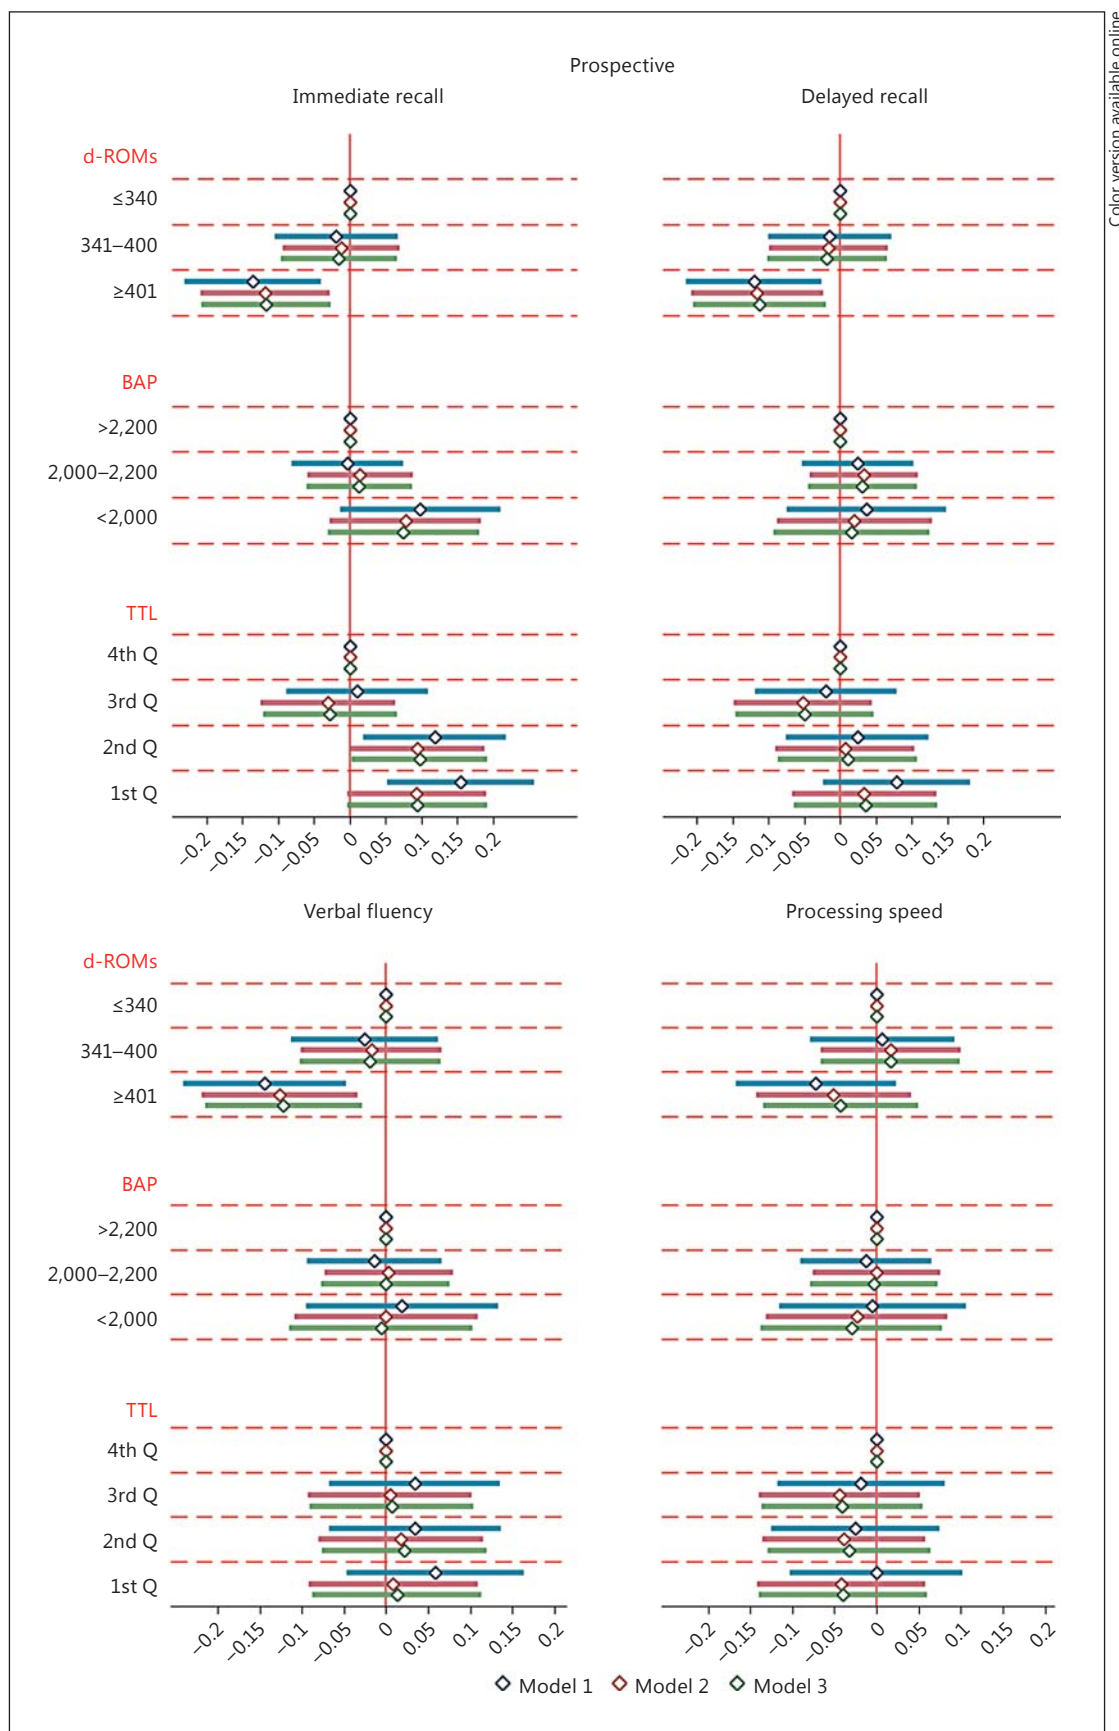 Color version available online
Prospective
Immediate recall
Delayed recall
d-ROMs
≤340
341–400
≥401
BAP
>2,200
2,000–2,200
<2,000
TTL
4th Q
3rd Q
2nd Q
1st Q
–0.2 –0.15 –0.1 –0.05 0 0.05 0.1 0.15 0.2
–0.2 –0.15 –0.1 –0.05 0 0.05 0.1 0.15 0.2
Verbal fluency
Processing speed
d-ROMs
≤340
341–400
≥401
BAP
>2,200
2,000–2,200
<2,000
TTL
4th Q
3rd Q
2nd Q
1st Q
–0.2 –0.15 –0.1 –0.05 0 0.05 0.1 0.15 0.2
–0.2 –0.15 –0.1 –0.05 0 0.05 0.1 0.15 0.2
Model 1 Model 2 Model 3